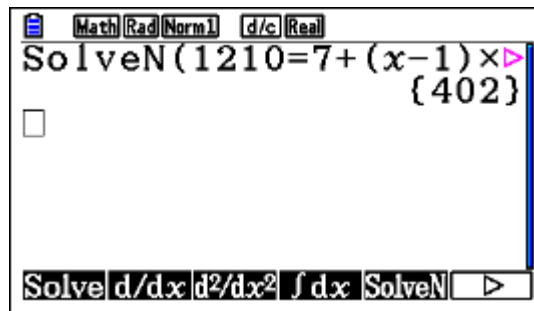 Math Rad Norm1 d/c Real
SolveN(1210=7+(x−1)×
{402}
Solve d/dx d²/dx² ∫dx SolveN ▷